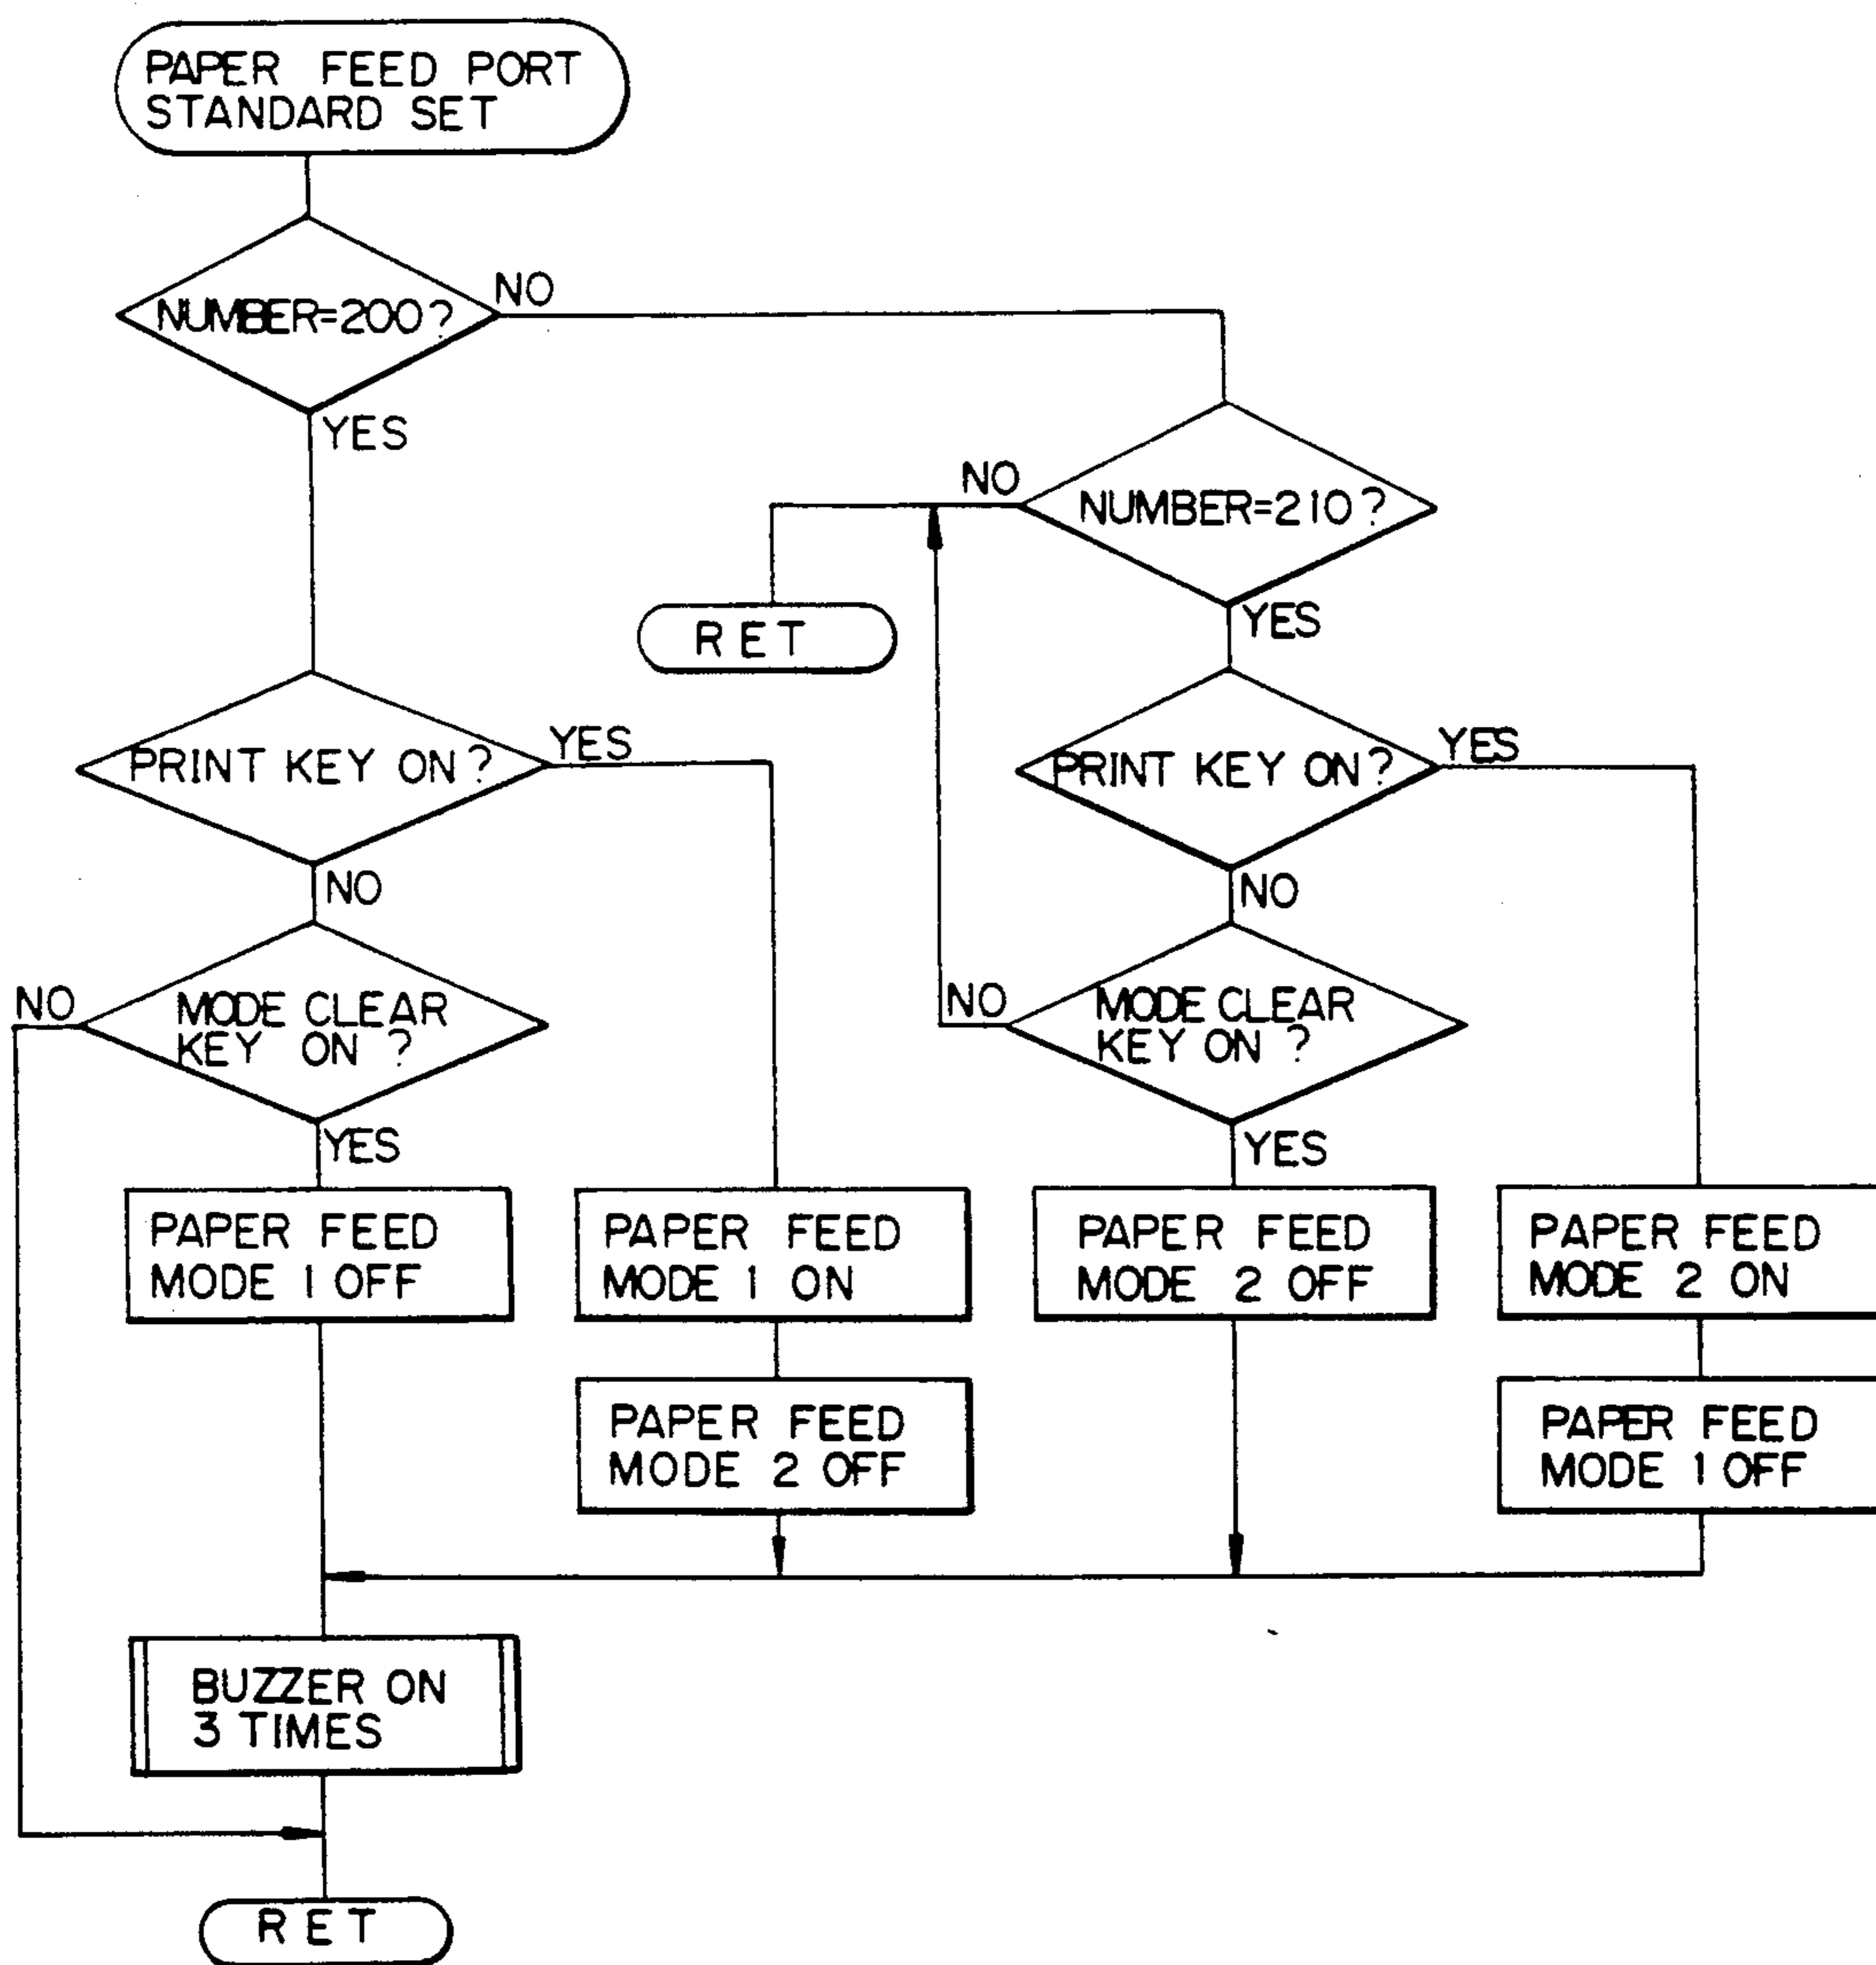 PAPER FEED PORT
STANDARD SET
NUMBER=200?
NO
YES
NO
NUMBER=210?
YES
RET
PRINT KEY ON?
YES
NO
PRINT KEY ON?
YES
NO
NO
MODE CLEAR
KEY ON ?
YES
NO
MODE CLEAR
KEY ON ?
YES
PAPER FEED
MODE 1 OFF
PAPER FEED
MODE 1 ON
PAPER FEED
MODE 2 OFF
PAPER FEED
MODE 2 ON
PAPER FEED
MODE 2 OFF
PAPER FEED
MODE 1 OFF
BUZZER ON
3 TIMES
RET